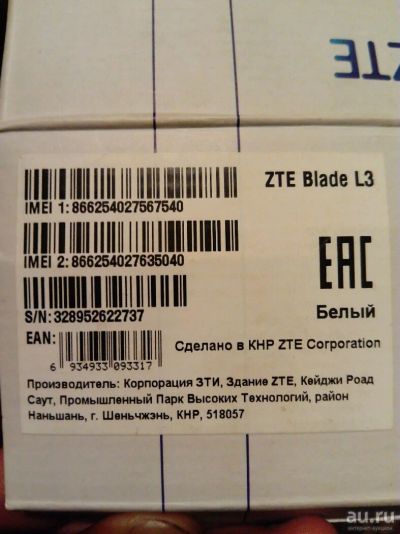 ZTE
ZTE Blade L3
IMEI 1: 866254027567540
IMEI 2: 866254027635040
EAC
S/N: 328952622737
Белый
EAN:
6 934933 093317
Сделано в КНР ZTE Corporation
Производитель: Корпорация ЗТИ, Здание ZTE, Кейджи Роад
Саут, Промышленный Парк Высоких Технологий, район
Наньшань, г. Шеньчжэнь, КНР, 518057
au.ru
интернет-аукцион